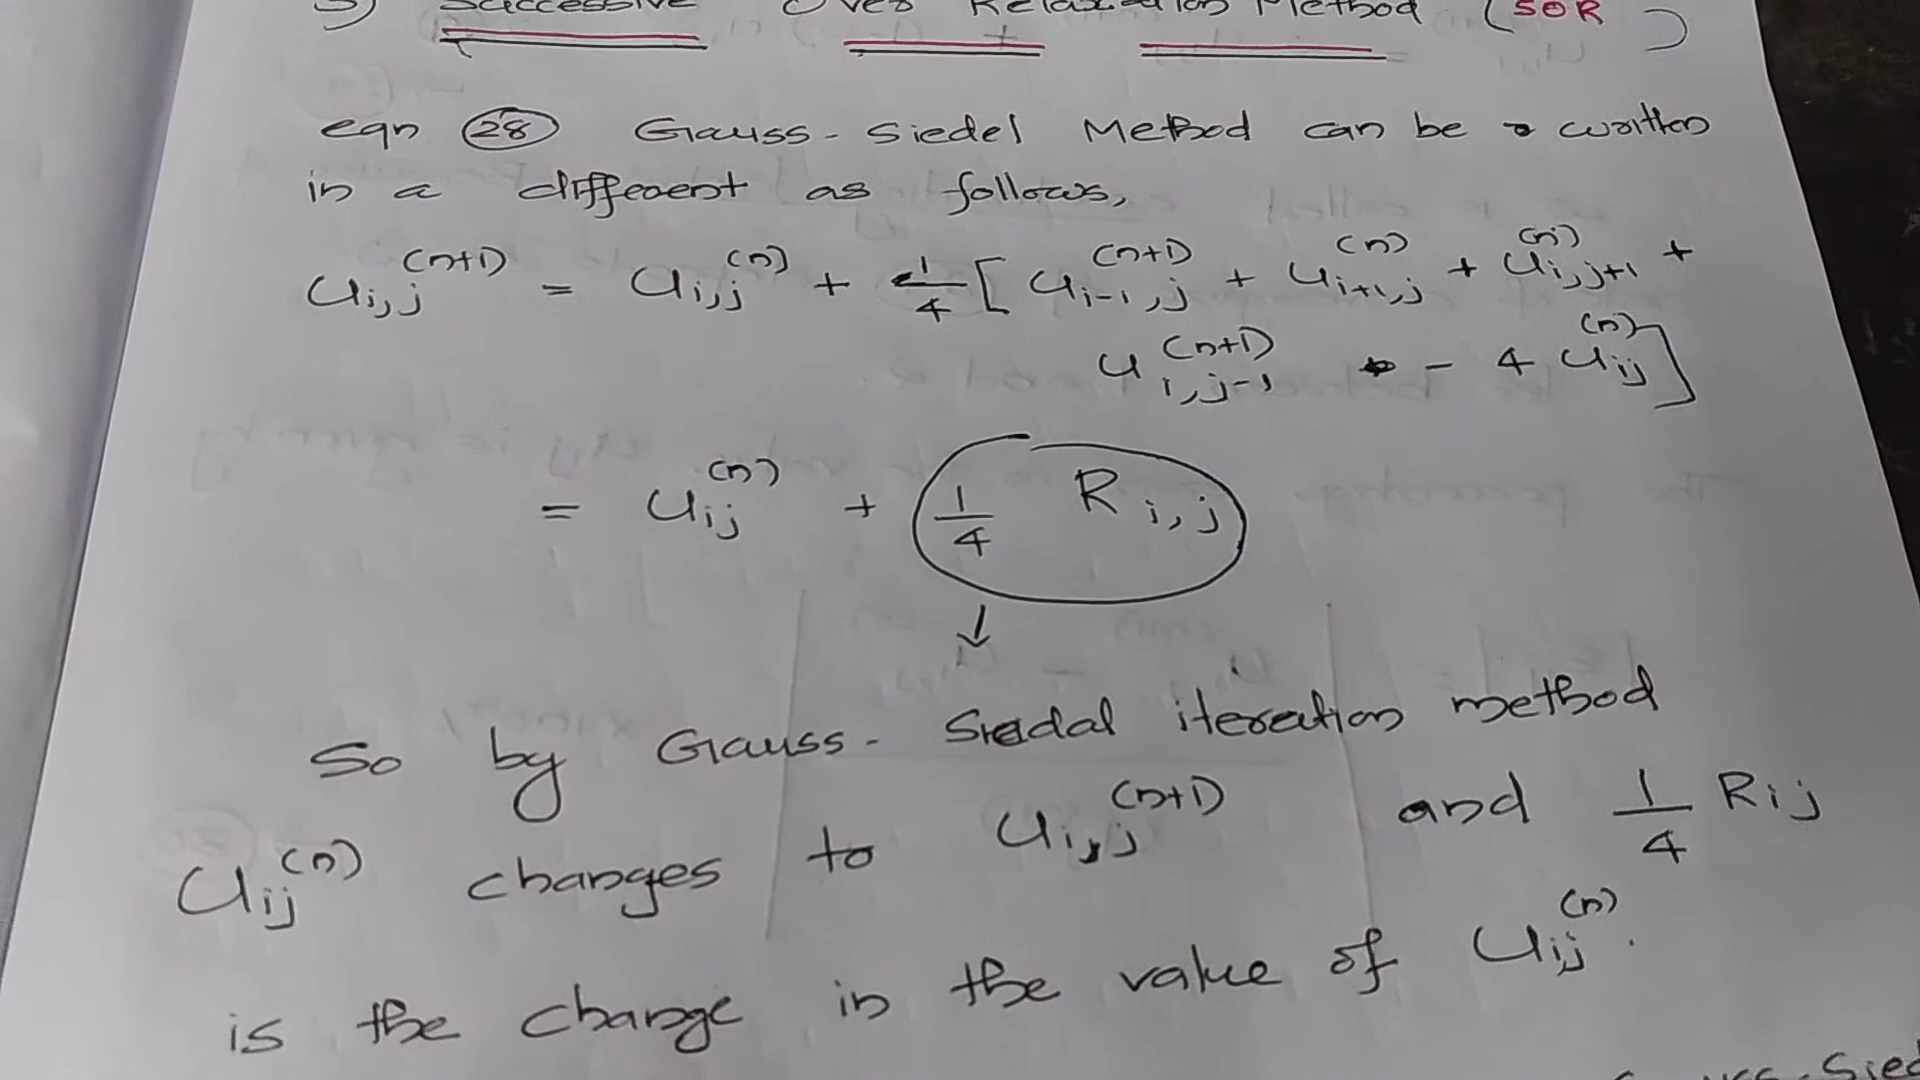 3) Successive Over Relaxation Method (SOR)
eqn (28) Gauss-Siedel Method can be written
in a different as follows,
u_{i,j}^{(n+1)} = u_{i,j}^{(n)} + 1/4 [ u_{i-1,j}^{(n+1)} + u_{i+1,j}^{(n)} + u_{i,j+1}^{(n)} +
u_{i,j-1}^{(n+1)} - 4 u_{ij}^{(n)} ]
= u_{ij}^{(n)} + 1/4 R_{i,j}
↓
So by Gauss-Siedal iteration method
u_{ij}^{(n)} changes to u_{i,j}^{(n+1)} and 1/4 R_{ij}
is the change in the value of u_{ij}^{(n)}.